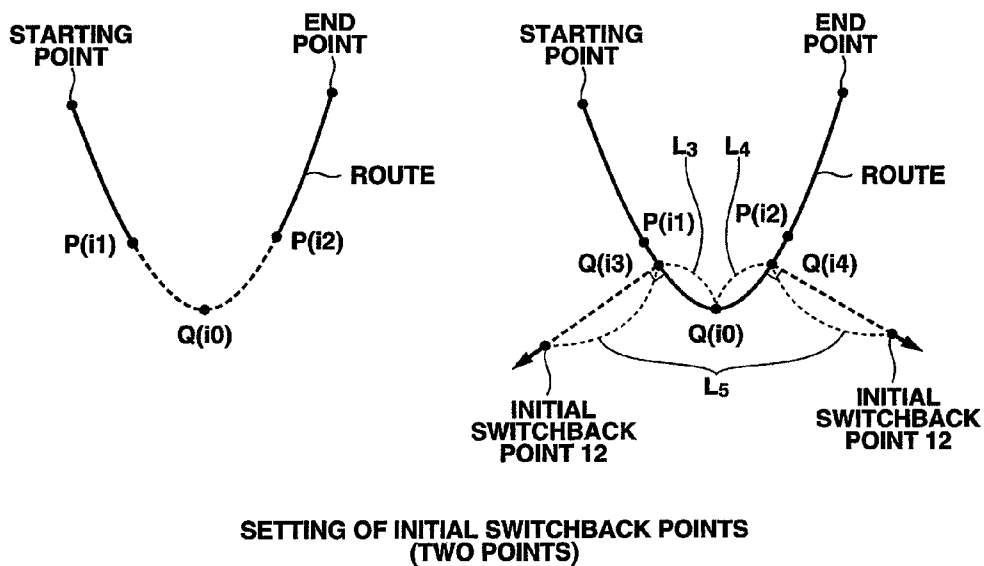 STARTING
POINT
END
POINT
ROUTE
P(i1)
P(i2)
Q(i0)
STARTING
POINT
END
POINT
L3
L4
ROUTE
P(i1)
P(i2)
Q(i3)
Q(i4)
Q(i0)
L5
INITIAL
SWITCHBACK
POINT 12
INITIAL
SWITCHBACK
POINT 12
SETTING OF INITIAL SWITCHBACK POINTS
(TWO POINTS)